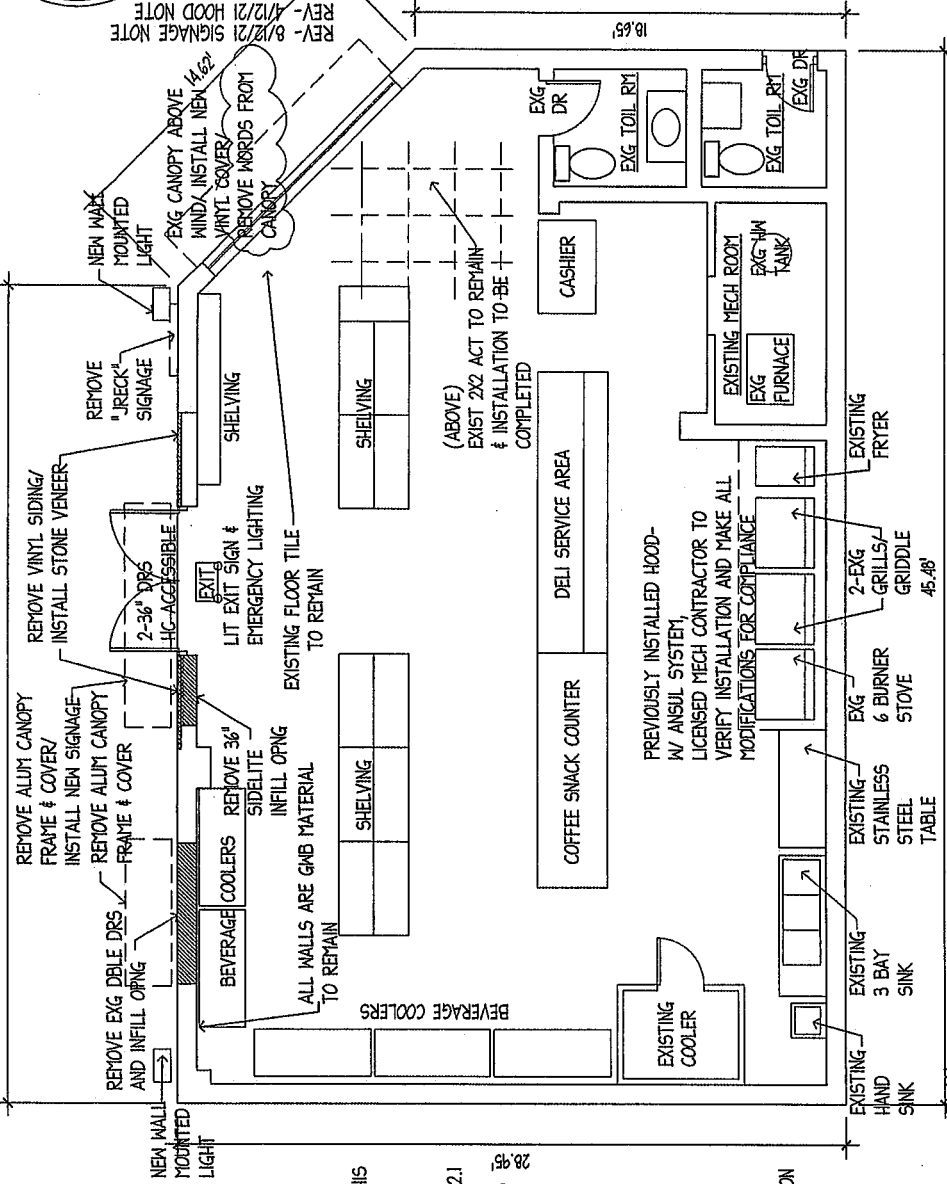 REV- 8/12/21 SIGNAGE NOTE
REV- 4/12/21 HOOD NOTE
18.65'
14.62'
NEW WALL
MOUNTED
LIGHT
EXG CANOPY ABOVE
WIND/ INSTALL NEW
VINYL COVER/
REMOVE WORDS FROM
CANOPY
REMOVE
"JRECK"
SIGNAGE
REMOVE VINYL SIDING/
INSTALL STONE VENEER
REMOVE ALUM CANOPY
FRAME & COVER/
INSTALL NEW SIGNAGE
REMOVE ALUM CANOPY
FRAME & COVER
REMOVE EXG DBLE DRS
AND INFILL OPNG
NEW WALL
MOUNTED
LIGHT
2-36" DRS
HC ACCESSIBLE
EXIT
LIT EXIT SIGN &
EMERGENCY LIGHTING
SHELVING
EXISTING FLOOR TILE
TO REMAIN
REMOVE 36"
SIDELITE
INFILL OPNG
BEVERAGE COOLERS
ALL WALLS ARE GWB MATERIAL
TO REMAIN
BEVERAGE COOLERS
SHELVING
SHELVING
(ABOVE)
EXIST 2X2 ACT TO REMAIN
& INSTALLATION TO BE
COMPLETED
EXG
DR
EXG TOIL RM
EXG TOIL RM
EXG DR
CASHIER
DELI SERVICE AREA
COFFEE SNACK COUNTER
EXISTING MECH ROOM
EXG HW
TANK
EXG
FURNACE
PREVIOUSLY INSTALLED HOOD-
W/ ANSUL SYSTEM,
LICENSED MECH CONTRACTOR TO
VERIFY INSTALLATION AND MAKE ALL
MODIFICATIONS FOR COMPLIANCE
EXISTING
COOLER
EXISTING
HAND
SINK
EXISTING
3 BAY
SINK
EXISTING
STAINLESS
STEEL
TABLE
EXG
6 BURNER
STOVE
2-EXG
GRILLS/
GRIDDLE
EXISTING
FRYER
45.48'
28.95'
HIS
2.1
ON